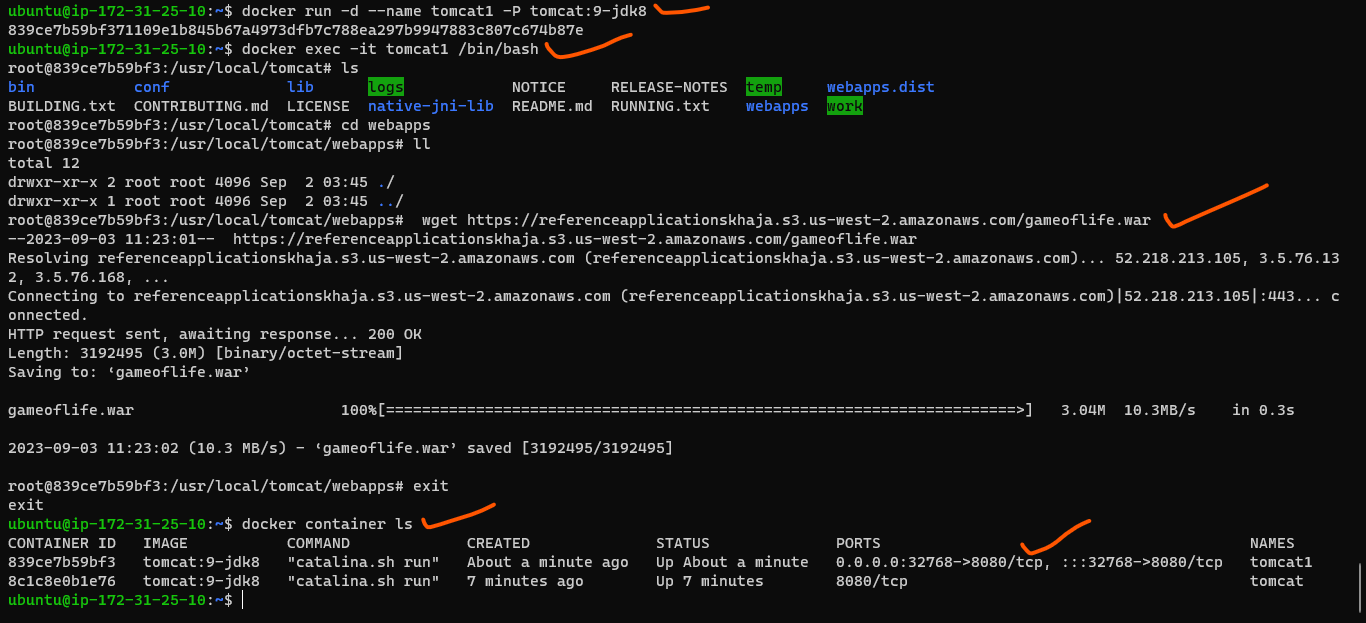 ubuntu@ip-172-31-25-10:~$ docker run -d --name tomcat1 -P tomcat:9-jdk8
839ce7b59bf371109e1b845b67a4973dfb7c788ea297b9947883c807c674b87e
ubuntu@ip-172-31-25-10:~$ docker exec -it tomcat1 /bin/bash
root@839ce7b59bf3:/usr/local/tomcat# ls
bin conf lib logs NOTICE RELEASE-NOTES temp webapps.dist
BUILDING.txt CONTRIBUTING.md LICENSE native-jni-lib README.md RUNNING.txt webapps work
root@839ce7b59bf3:/usr/local/tomcat# cd webapps
root@839ce7b59bf3:/usr/local/tomcat/webapps# ll
total 12
drwxr-xr-x 2 root root 4096 Sep  2 03:45 ./
drwxr-xr-x 1 root root 4096 Sep  2 03:45 ../
root@839ce7b59bf3:/usr/local/tomcat/webapps#  wget https://referenceapplicationskhaja.s3.us-west-2.amazonaws.com/gameoflife.war
--2023-09-03 11:23:01--  https://referenceapplicationskhaja.s3.us-west-2.amazonaws.com/gameoflife.war
Resolving referenceapplicationskhaja.s3.us-west-2.amazonaws.com (referenceapplicationskhaja.s3.us-west-2.amazonaws.com)... 52.218.213.105, 3.5.76.13
2, 3.5.76.168, ...
Connecting to referenceapplicationskhaja.s3.us-west-2.amazonaws.com (referenceapplicationskhaja.s3.us-west-2.amazonaws.com)|52.218.213.105|:443... c
onnected.
HTTP request sent, awaiting response... 200 OK
Length: 3192495 (3.0M) [binary/octet-stream]
Saving to: ‘gameoflife.war’
gameoflife.war 100%[======================================================================>] 3.04M 10.3MB/s in 0.3s
2023-09-03 11:23:02 (10.3 MB/s) - ‘gameoflife.war’ saved [3192495/3192495]
root@839ce7b59bf3:/usr/local/tomcat/webapps# exit
exit
ubuntu@ip-172-31-25-10:~$ docker container ls
CONTAINER ID IMAGE COMMAND CREATED STATUS PORTS NAMES
839ce7b59bf3 tomcat:9-jdk8 "catalina.sh run" About a minute ago Up About a minute 0.0.0.0:32768->8080/tcp, :::32768->8080/tcp tomcat1
8c1c8e0b1e76 tomcat:9-jdk8 "catalina.sh run" 7 minutes ago Up 7 minutes 8080/tcp tomcat
ubuntu@ip-172-31-25-10:~$